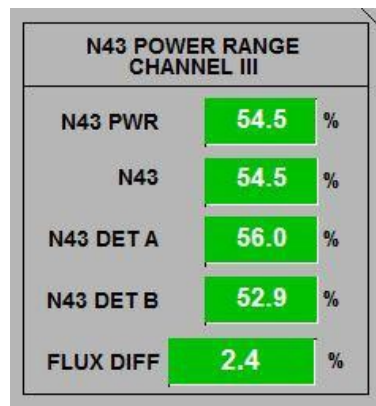 N43 POWER RANGE
CHANNEL III
N43 PWR 54.5 %
N43 54.5 %
N43 DET A 56.0 %
N43 DET B 52.9 %
FLUX DIFF 2.4 %